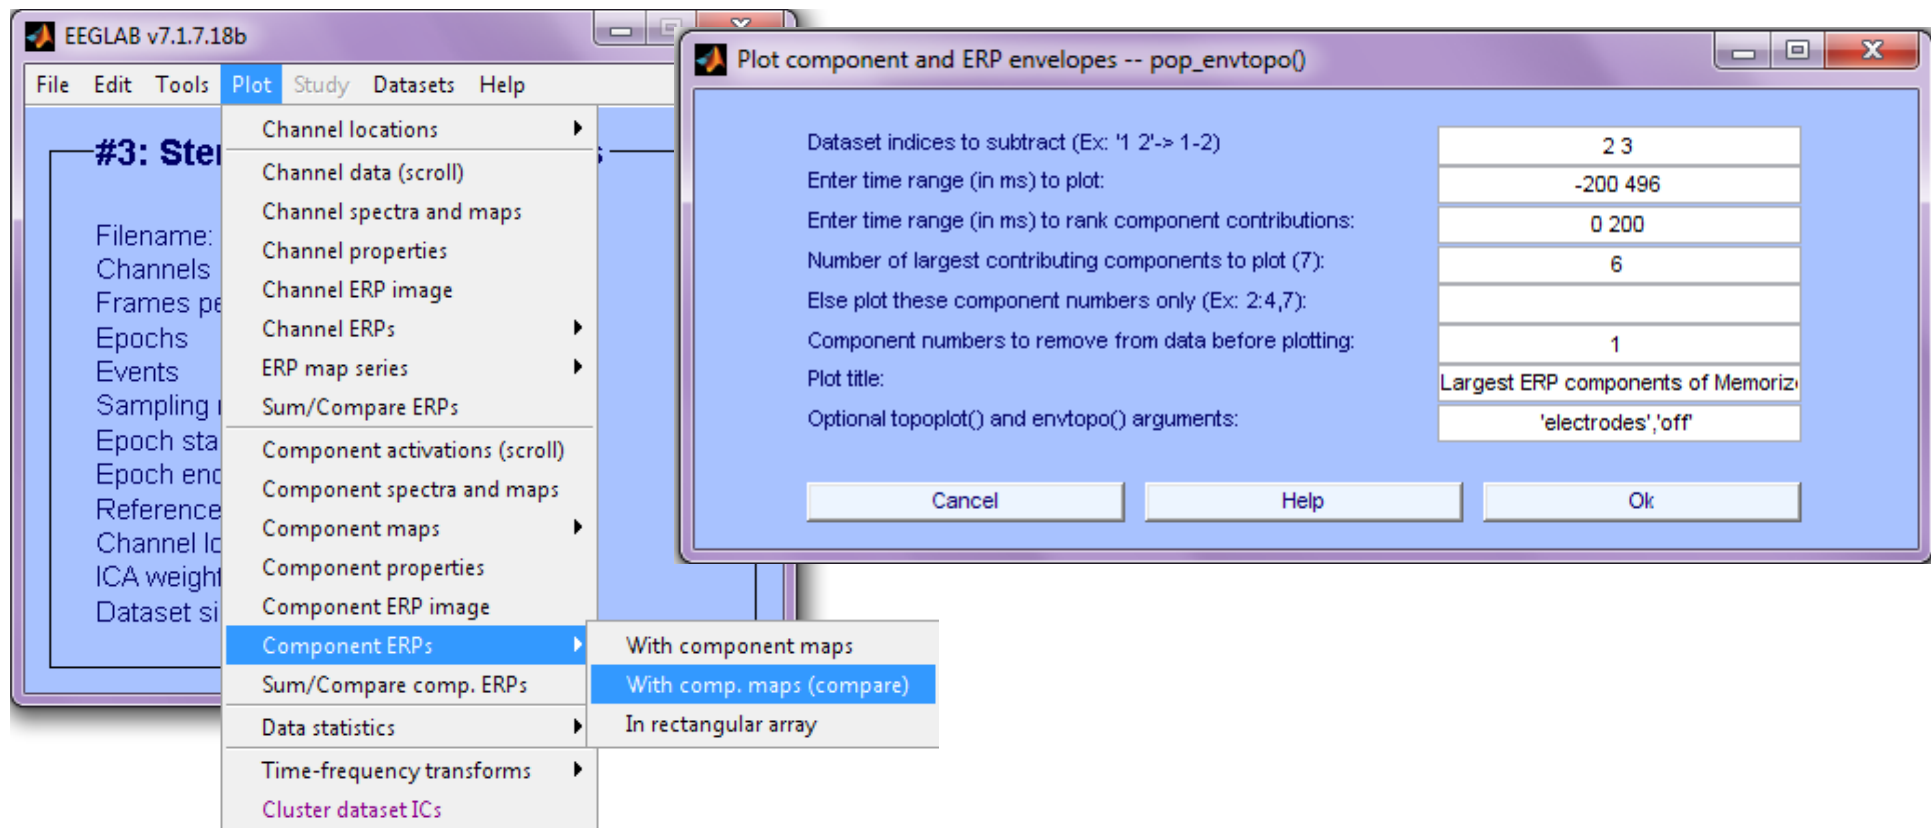 EEGLAB v7.1.7.18b
File Edit Tools Plot Study Datasets Help
#3: Ster
Filename:
Channels
Frames pe
Epochs
Events
Sampling r
Epoch sta
Epoch end
Reference
Channel lo
ICA weight
Dataset si
Channel locations
Channel data (scroll)
Channel spectra and maps
Channel properties
Channel ERP image
Channel ERPs
ERP map series
Sum/Compare ERPs
Component activations (scroll)
Component spectra and maps
Component maps
Component properties
Component ERP image
Component ERPs
Sum/Compare comp. ERPs
Data statistics
Time-frequency transforms
Cluster dataset ICs
With component maps
With comp. maps (compare)
In rectangular array
Plot component and ERP envelopes -- pop_envtopo()
Dataset indices to subtract (Ex: '1 2'-> 1-2) 2 3
Enter time range (in ms) to plot: -200 496
Enter time range (in ms) to rank component contributions: 0 200
Number of largest contributing components to plot (7): 6
Else plot these component numbers only (Ex: 2:4,7):
Component numbers to remove from data before plotting: 1
Plot title: Largest ERP components of Memoriz
Optional topoplot() and envtopo() arguments: 'electrodes','off'
Cancel Help Ok